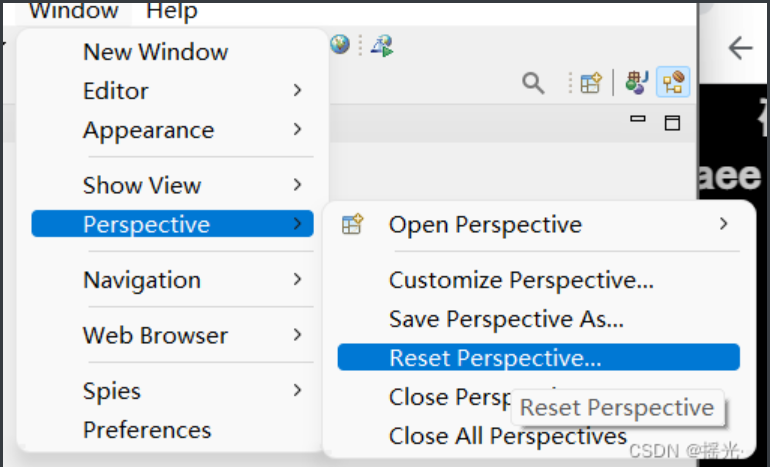 Window Help
New Window
Editor
Appearance
Show View
Perspective
Navigation
Web Browser
Spies
Preferences
Open Perspective
Customize Perspective...
Save Perspective As...
Reset Perspective...
Close Persp
Reset Perspective
Close All Perspectives
aee
CSDN @摇光·